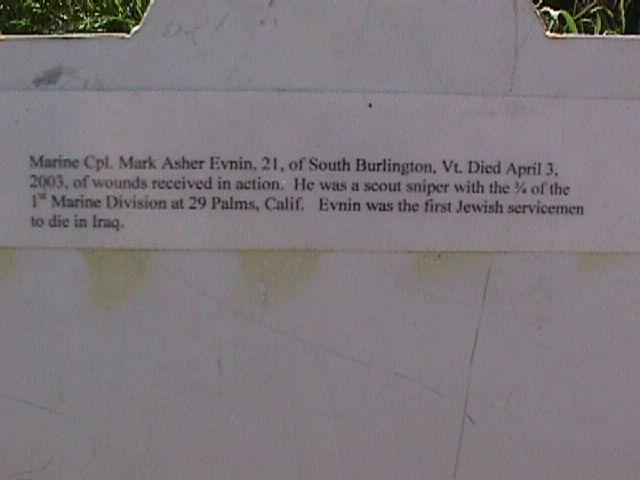 Marine Cpl. Mark Asher Evnin, 21, of South Burlington, Vt. Died April 3,
2003, of wounds received in action. He was a scout sniper with the ¾ of the
1st Marine Division at 29 Palms, Calif. Evnin was the first Jewish servicemen
to die in Iraq.